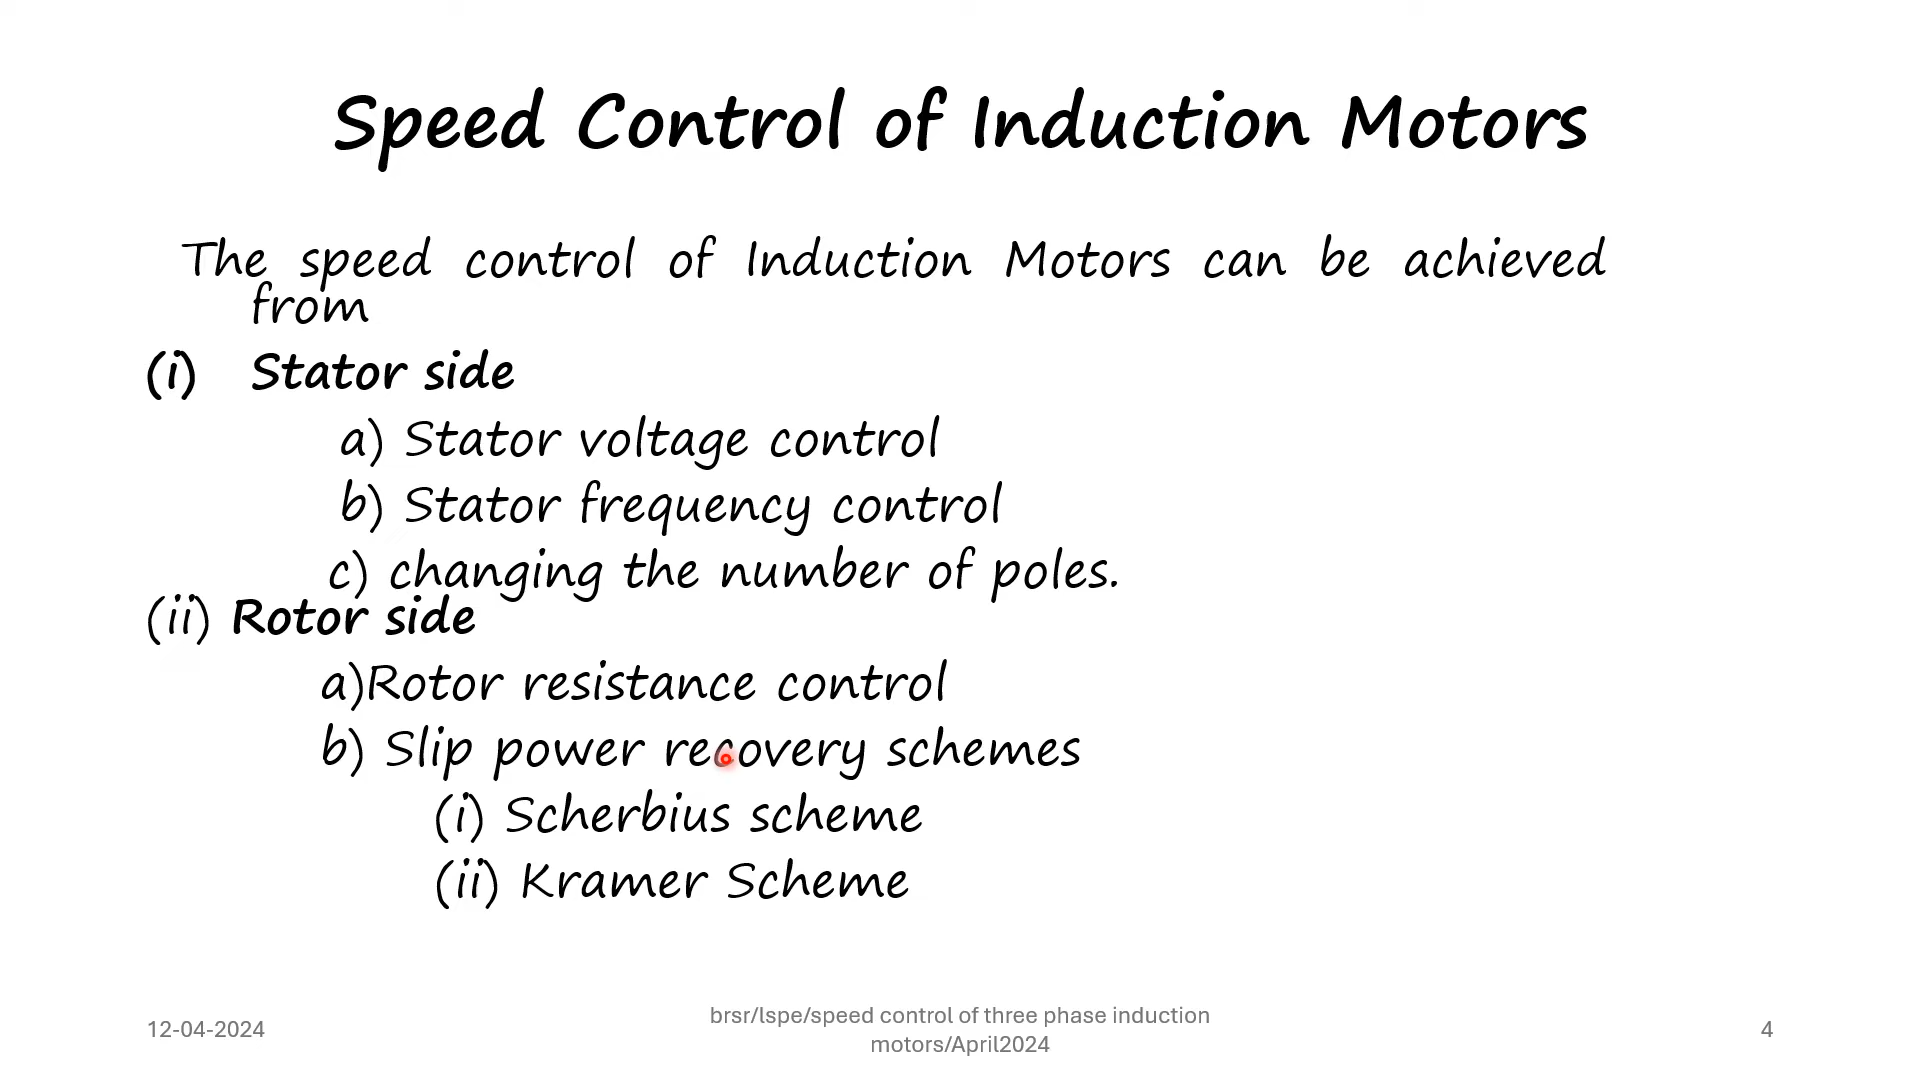 Speed Control of Induction Motors
The speed control of Induction Motors can be achieved
from
(i) Stator side
a) Stator voltage control
b) Stator frequency control
c) changing the number of poles.
(ii) Rotor side
a)Rotor resistance control
b) Slip power recovery schemes
(i) Scherbius scheme
(ii) Kramer Scheme
12-04-2024
brsr/lspe/speed control of three phase induction
motors/April2024
4